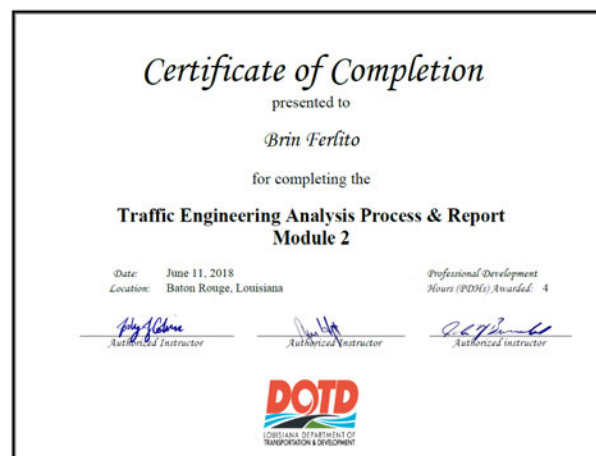 Certificate of Completion
presented to
Brin Ferlito
for completing the
Traffic Engineering Analysis Process & Report
Module 2
Date: June 11, 2018
Location: Baton Rouge, Louisiana
Professional Development
Hours (PDHs) Awarded: 4
Authorized Instructor
Authorized Instructor
Authorized instructor
DOTD
LOUISIANA DEPARTMENT OF
TRANSPORTATION & DEVELOPMENT